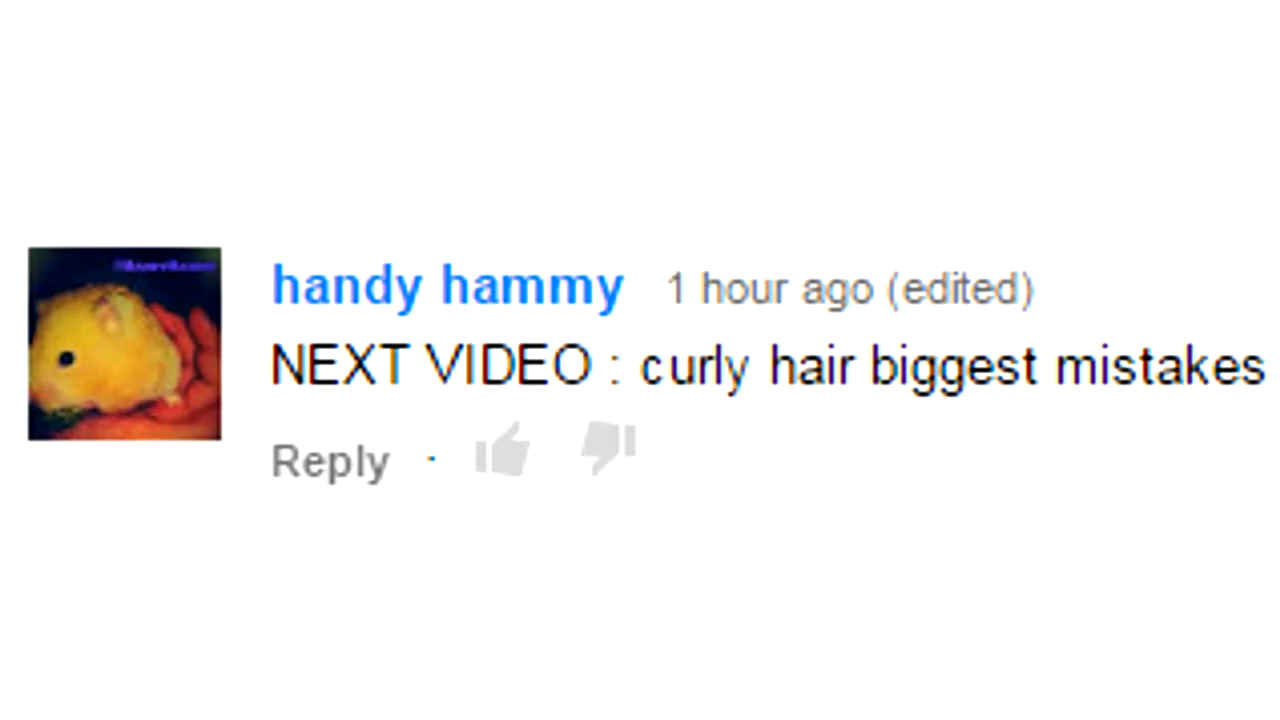 handy hammy 1 hour ago (edited)
NEXT VIDEO : curly hair biggest mistakes
Reply ·